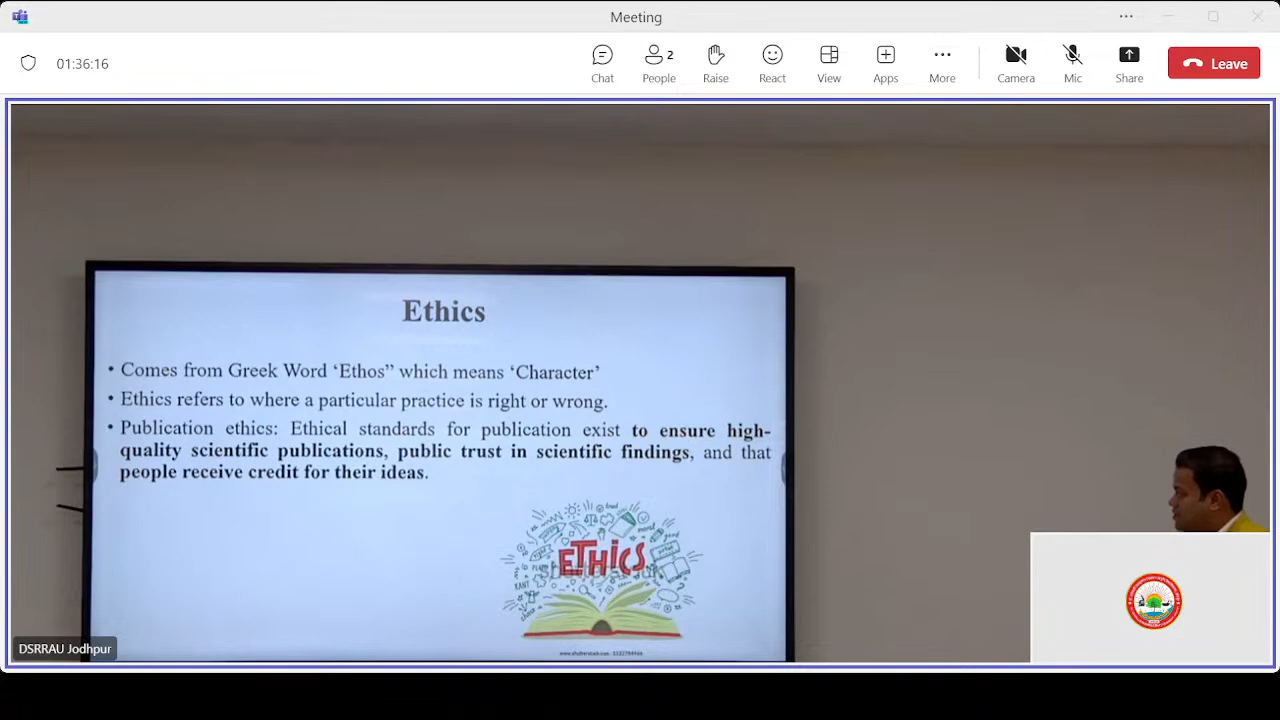 Meeting
01:36:16
Chat
People
2
Raise
React
View
Apps
More
Camera
Mic
Share
Leave
Ethics
• Comes from Greek Word ‘Ethos” which means ‘Character’
• Ethics refers to where a particular practice is right or wrong.
• Publication ethics: Ethical standards for publication exist to ensure high-
quality scientific publications, public trust in scientific findings, and that
people receive credit for their ideas.
ETHICS
DSRRAU Jodhpur